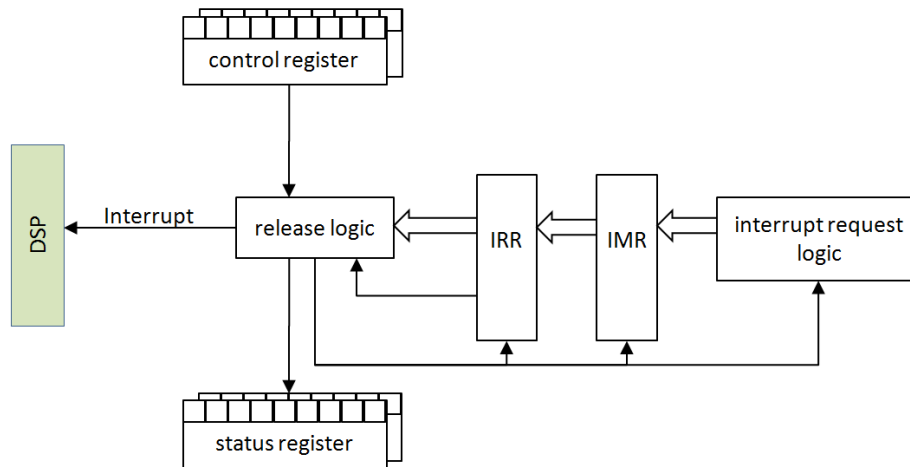 control register
DSP
Interrupt
release logic
IRR
IMR
interrupt request
logic
status register